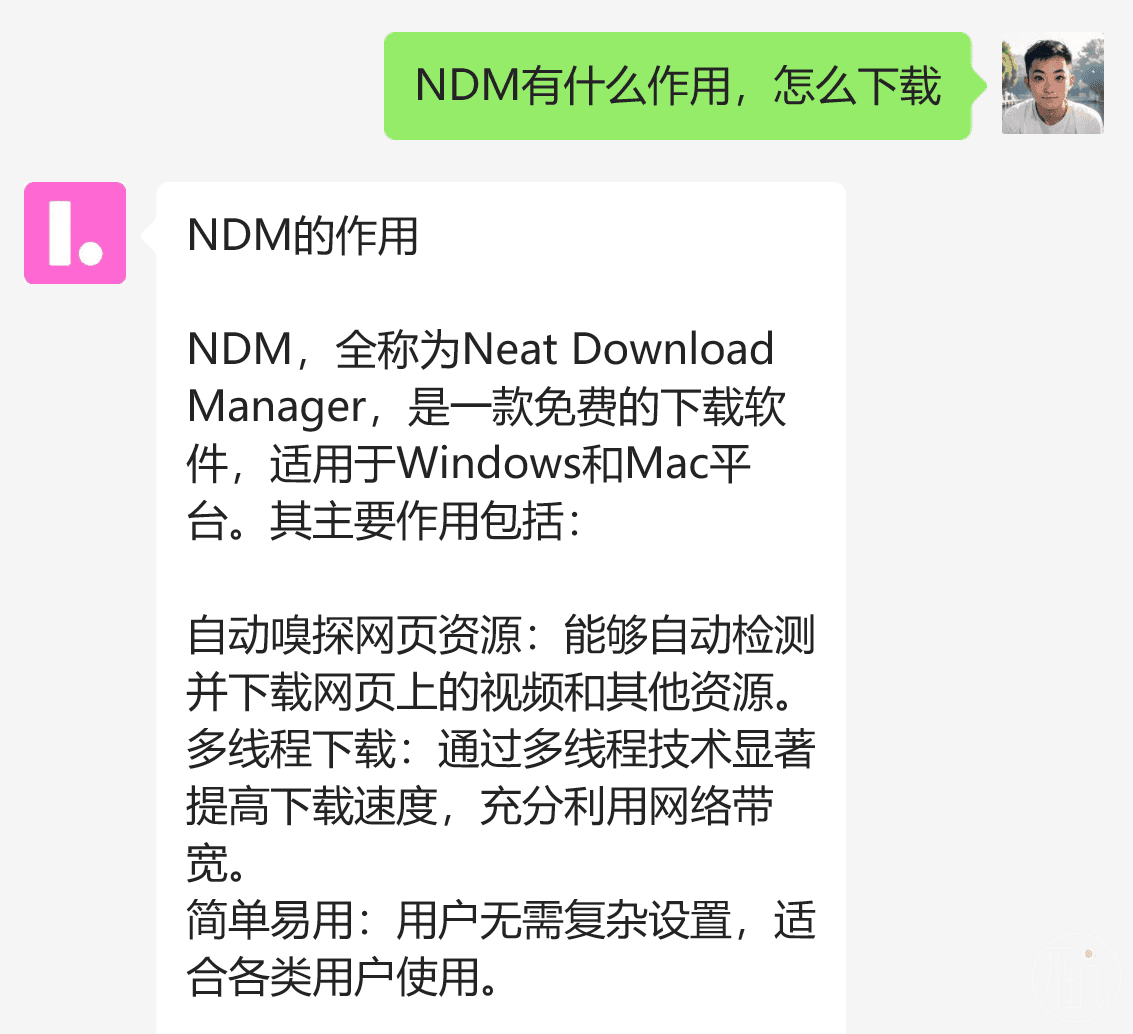 NDM有什么作用，怎么下载
NDM的作用
NDM，全称为Neat Download
Manager，是一款免费的下载软
件，适用于Windows和Mac平
台。其主要作用包括：
自动嗅探网页资源：能够自动检测
并下载网页上的视频和其他资源。
多线程下载：通过多线程技术显著
提高下载速度，充分利用网络带
宽。
简单易用：用户无需复杂设置，适
合各类用户使用。